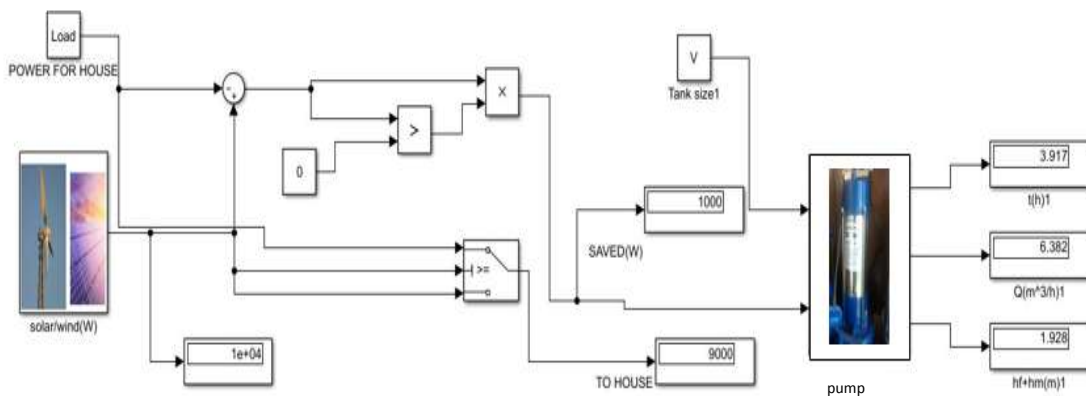 Load
POWER FOR HOUSE
V
Tank size1
×
>
0
3.917
t(h)1
1000
SAVED(W)
6.382
Q(m^3/h)1
>=
solar/wind(W)
1e+04
9000
TO HOUSE
1.928
hf+hm(m)1
pump